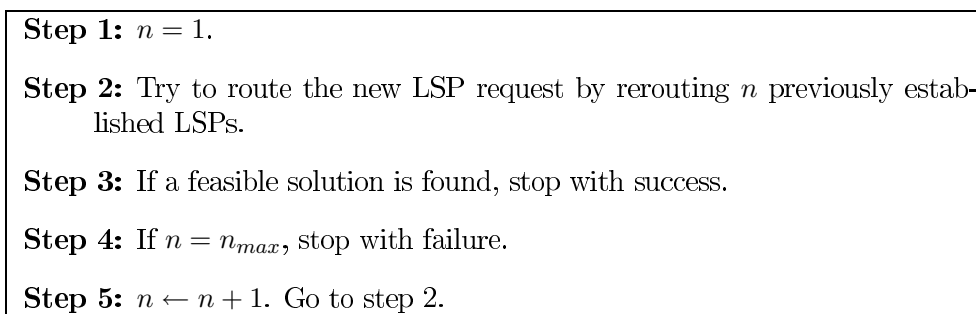 Step 1: n = 1.
Step 2: Try to route the new LSP request by rerouting n previously estab-
lished LSPs.
Step 3: If a feasible solution is found, stop with success.
Step 4: If n = n_{max}, stop with failure.
Step 5: n ← n + 1. Go to step 2.